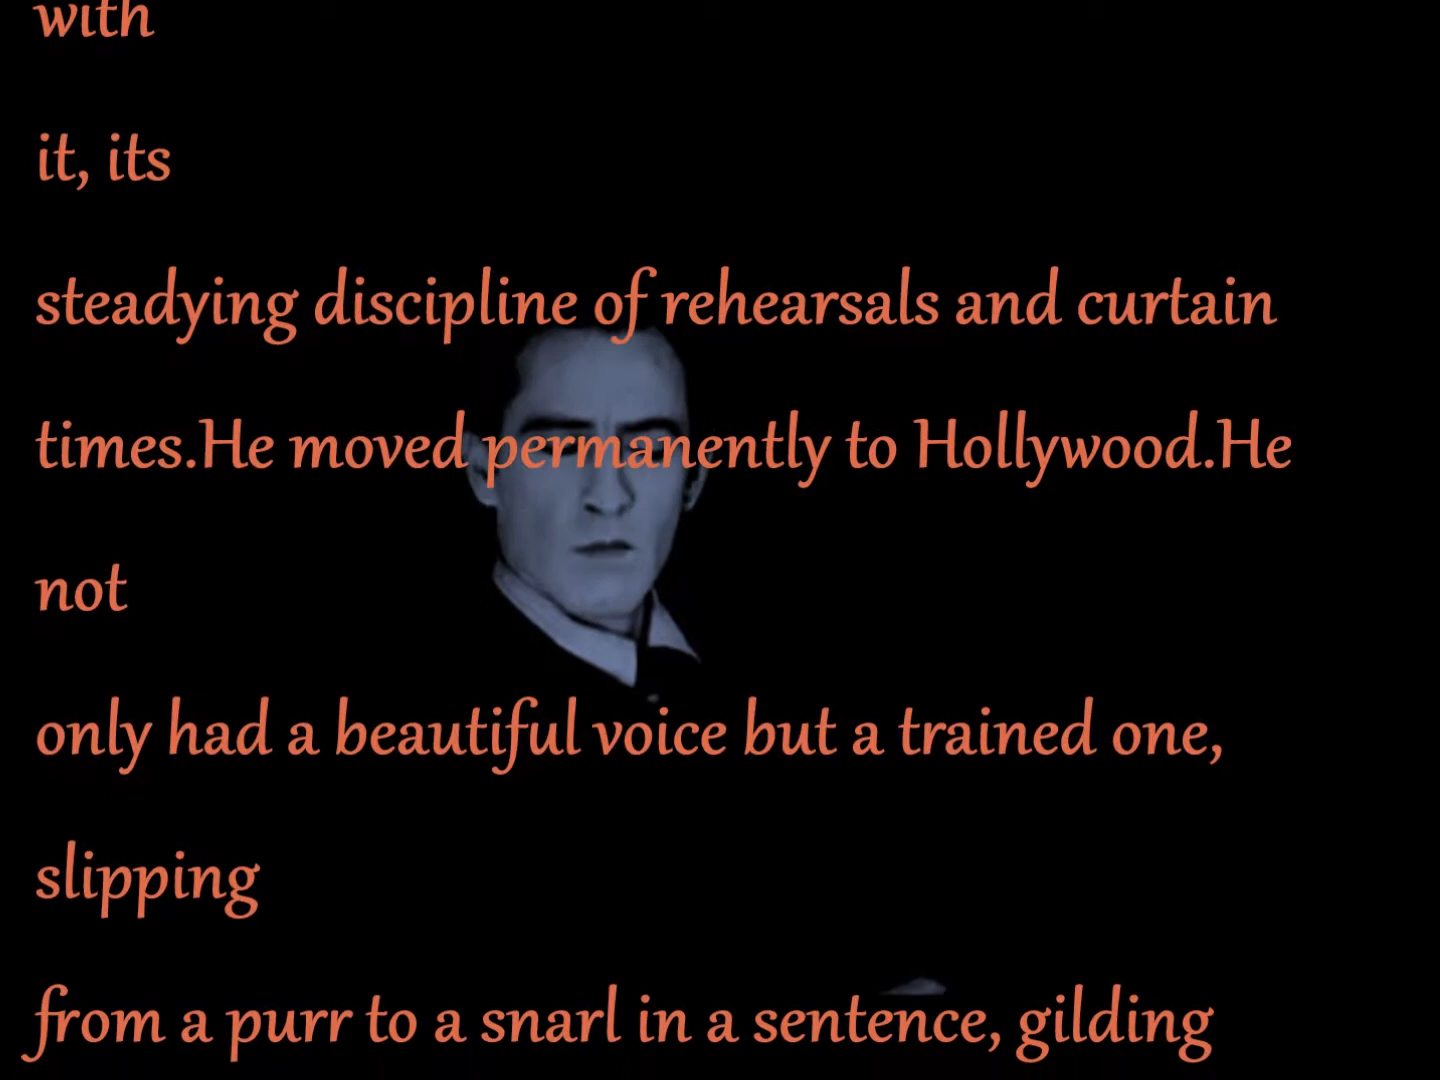 with
it, its
steadying discipline of rehearsals and curtain
times.He moved permanently to Hollywood.He
not
only had a beautiful voice but a trained one,
slipping
from a purr to a snarl in a sentence, gilding